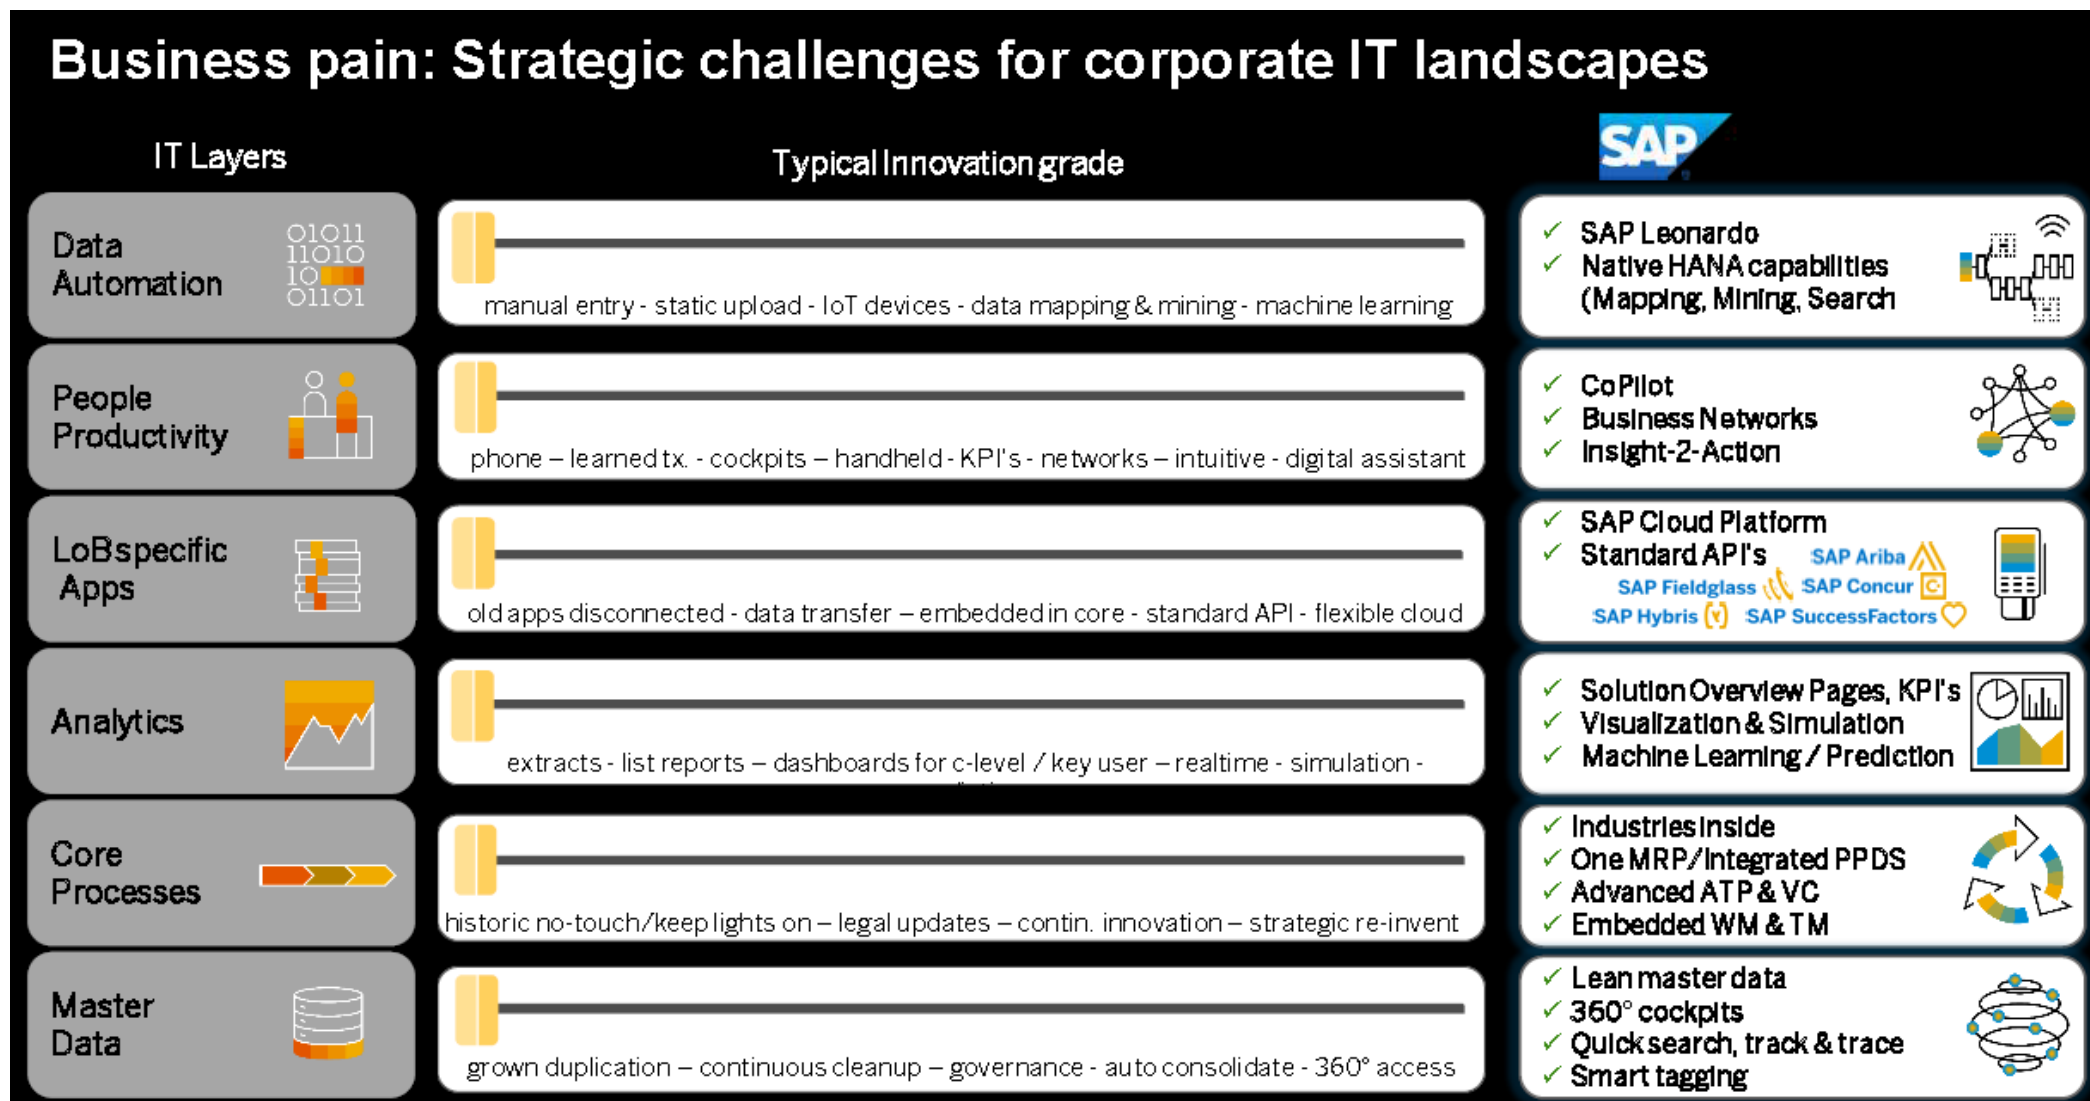 Business pain: Strategic challenges for corporate IT landscapes
IT Layers
Typical Innovation grade
SAP
Data
Automation
01011
11010
10
01101
manual entry - static upload - IoT devices - data mapping & mining - machine learning
✓ SAP Leonardo
✓ Native HANA capabilities
(Mapping, Mining, Search
People
Productivity
phone – learned tx. - cockpits – handheld - KPI's - networks – intuitive - digital assistant
✓ CoPilot
✓ Business Networks
✓ Insight-2-Action
LoB specific
Apps
old apps disconnected - data transfer – embedded in core - standard API - flexible cloud
✓ SAP Cloud Platform
✓ Standard API's
SAP Ariba
SAP Fieldglass
SAP Concur
SAP Hybris
SAP SuccessFactors
Analytics
extracts - list reports – dashboards for c-level / key user – realtime - simulation -
✓ Solution Overview Pages, KPI's
✓ Visualization & Simulation
✓ Machine Learning / Prediction
Core
Processes
historic no-touch/keep lights on – legal updates – contin. innovation – strategic re-invent
✓ Industries inside
✓ One MRP/Integrated PPDS
✓ Advanced ATP & VC
✓ Embedded WM & TM
Master
Data
grown duplication – continuous cleanup – governance - auto consolidate - 360° access
✓ Lean master data
✓ 360° cockpits
✓ Quick search, track & trace
✓ Smart tagging